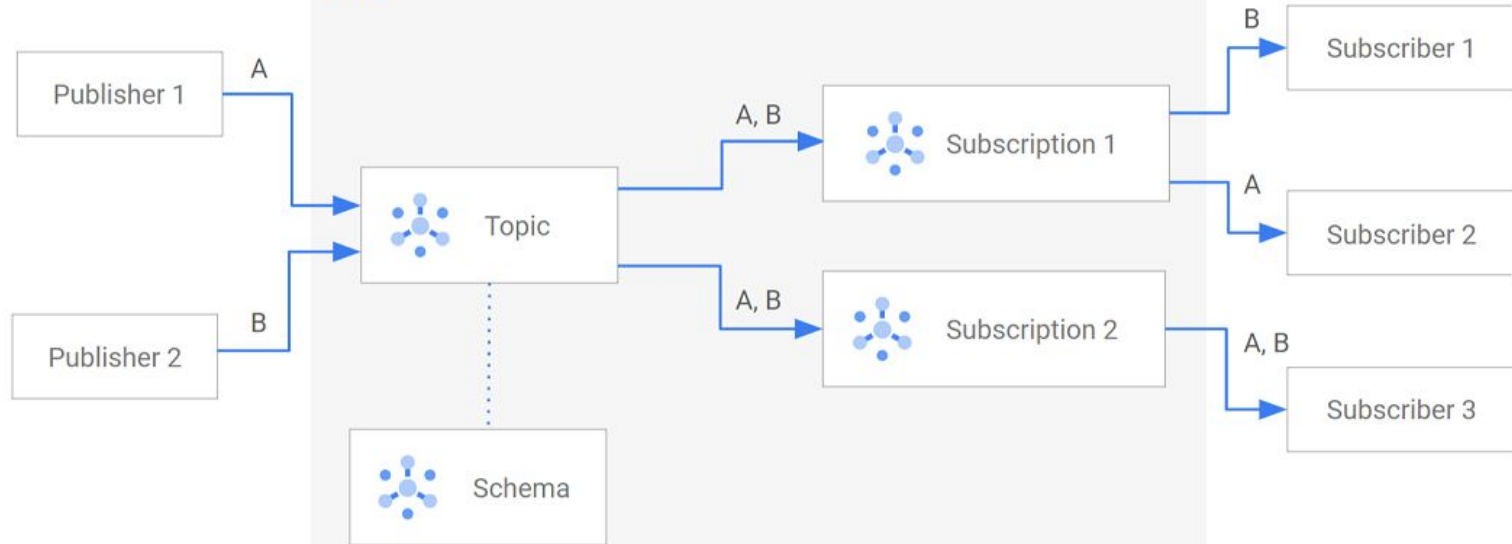 Publisher 1
A
Publisher 2
B
Topic
Schema
A, B
Subscription 1
A, B
Subscription 2
B
Subscriber 1
A
Subscriber 2
A, B
Subscriber 3